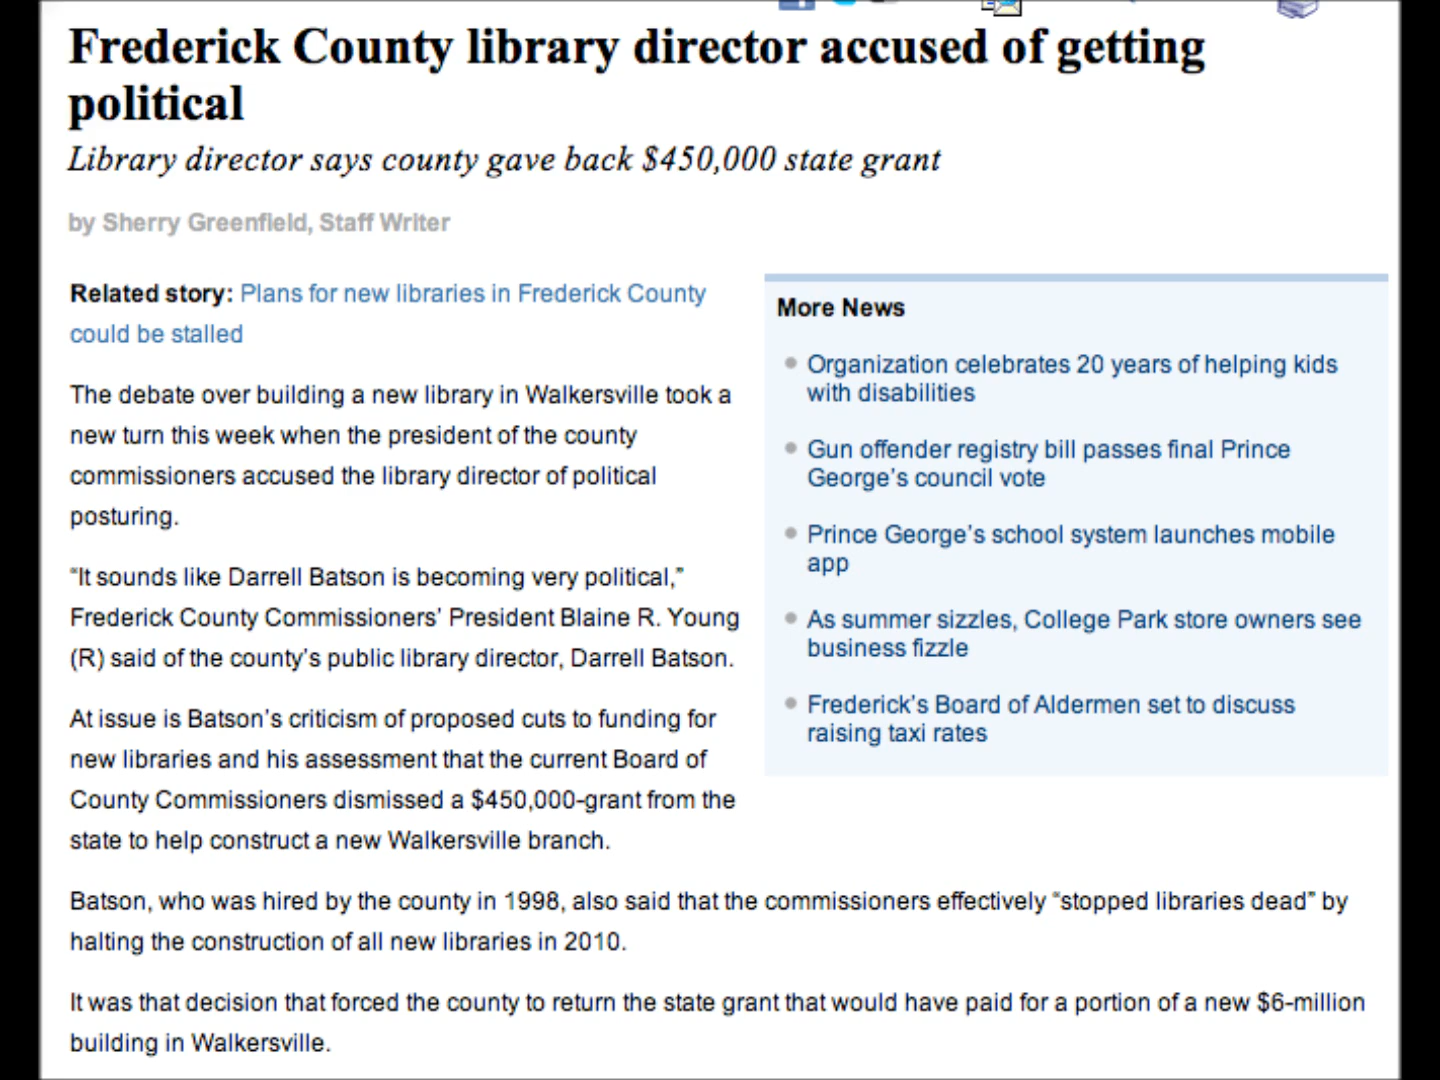 Frederick County library director accused of getting
political
Library director says county gave back $450,000 state grant
by Sherry Greenfield, Staff Writer
Related story: Plans for new libraries in Frederick County
could be stalled
The debate over building a new library in Walkersville took a
new turn this week when the president of the county
commissioners accused the library director of political
posturing.
“It sounds like Darrell Batson is becoming very political,”
Frederick County Commissioners’ President Blaine R. Young
(R) said of the county’s public library director, Darrell Batson.
At issue is Batson’s criticism of proposed cuts to funding for
new libraries and his assessment that the current Board of
County Commissioners dismissed a $450,000-grant from the
state to help construct a new Walkersville branch.
More News
Organization celebrates 20 years of helping kids
with disabilities
Gun offender registry bill passes final Prince
George’s council vote
Prince George’s school system launches mobile
app
As summer sizzles, College Park store owners see
business fizzle
Frederick’s Board of Aldermen set to discuss
raising taxi rates
Batson, who was hired by the county in 1998, also said that the commissioners effectively “stopped libraries dead” by
halting the construction of all new libraries in 2010.
It was that decision that forced the county to return the state grant that would have paid for a portion of a new $6-million
building in Walkersville.